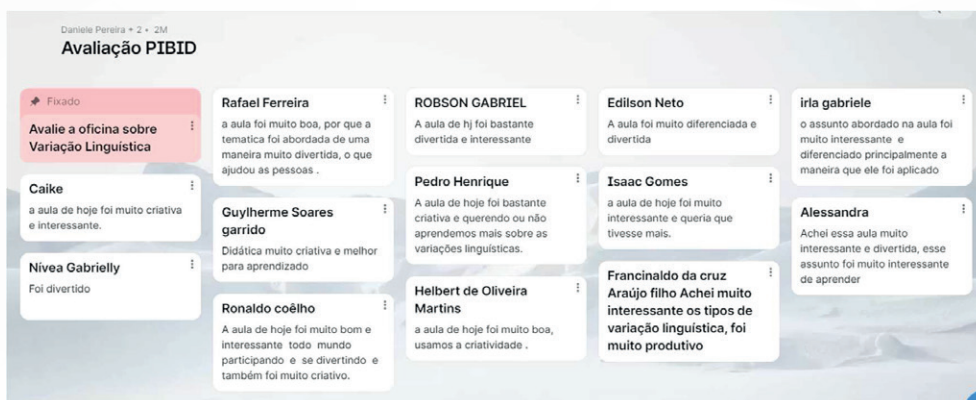 Daniele Pereira + 2 • 2M
Avaliação PIBID
Fixado
Avalie a oficina sobre
Variação Linguística
Caike
a aula de hoje foi muito criativa
e interessante.
Nívea Gabrielly
Foi divertido
Rafael Ferreira
a aula foi muito boa, por que a
tematica foi abordada de uma
maneira muito divertida, o que
ajudou as pessoas .
Guylherme Soares
garrido
Didática muito criativa e melhor
para aprendizado
Ronaldo coêlho
A aula de hoje foi muito bom e
interessante todo mundo
participando e se divertindo e
também foi muito criativo.
ROBSON GABRIEL
A aula de hj foi bastante
divertida e interessante
Pedro Henrique
A aula de hoje foi bastante
criativa e querendo ou não
aprendemos mais sobre as
variações linguísticas.
Helbert de Oliveira
Martins
a aula de hoje foi muito boa,
usamos a criatividade .
Edilson Neto
A aula foi muito diferenciada e
divertida
Isaac Gomes
a aula de hoje foi muito
interessante e queria que
tivesse mais.
Francinaldo da cruz
Araújo filho Achei muito
interessante os tipos de
variação linguística, foi
muito produtivo
irla gabriele
o assunto abordado na aula foi
muito interessante e
diferenciado principalmente a
maneira que ele foi aplicado
Alessandra
Achei essa aula muito
interessante e divertida, esse
assunto foi muito interessante
de aprender